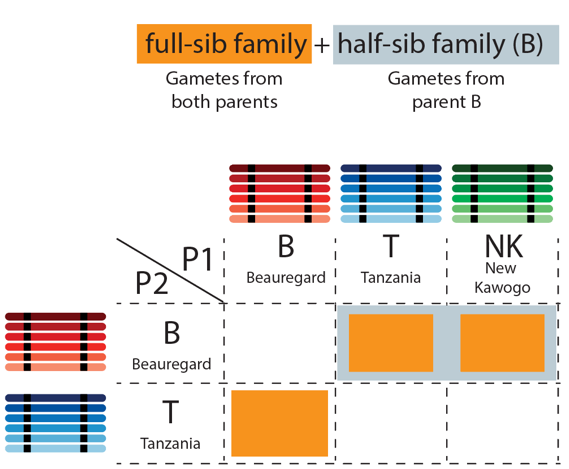 full-sib family + half-sib family (B)
Gametes from both parents
Gametes from parent B
P1
P2
B
Beauregard
T
Tanzania
NK
New Kawogo
B
Beauregard
T
Tanzania